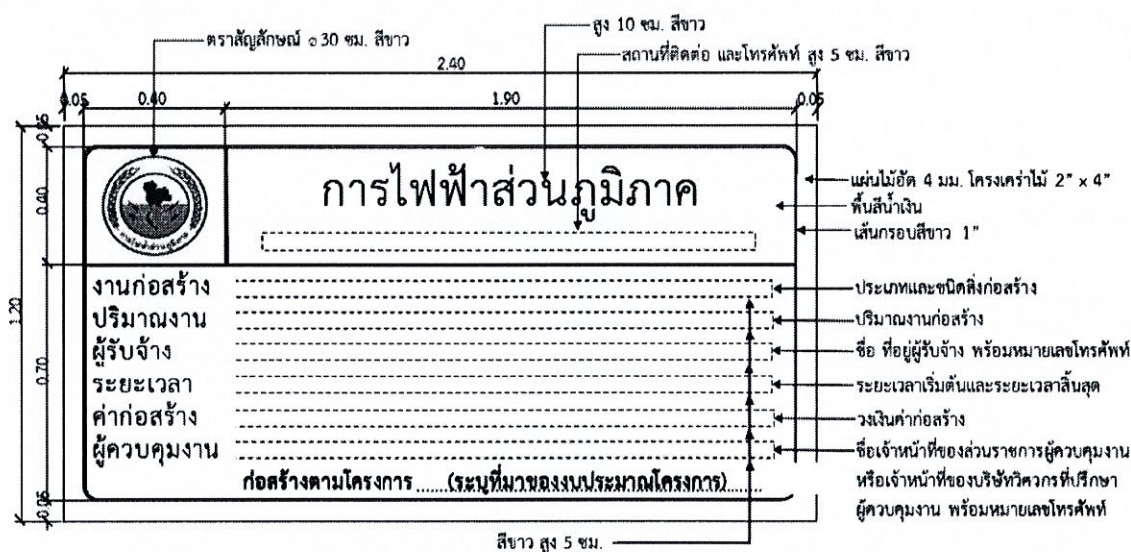 สูง 10 ซม. สีขาว
ตราสัญลักษณ์ ⌀ 30 ซม. สีขาว
สถานที่ติดต่อ และโทรศัพท์ สูง 5 ซม. สีขาว
2.40
0.05 0.40 1.90 0.05
0.05
0.40
1.20
0.70
0.05
การไฟฟ้าส่วนภูมิภาค
การไฟฟ้าส่วนภูมิภาค
แผ่นไม้อัด 4 มม. โครงเคร่าไม้ 2" x 4"
พื้นสีน้ำเงิน
เส้นกรอบสีขาว 1"
งานก่อสร้าง ประเภทและชนิดสิ่งก่อสร้าง
ปริมาณงาน ปริมาณงานก่อสร้าง
ผู้รับจ้าง ชื่อ ที่อยู่ผู้รับจ้าง พร้อมหมายเลขโทรศัพท์
ระยะเวลา ระยะเวลาเริ่มต้นและระยะเวลาสิ้นสุด
ค่าก่อสร้าง วงเงินค่าก่อสร้าง
ผู้ควบคุมงาน ชื่อเจ้าหน้าที่ของส่วนราชการผู้ควบคุมงาน
ก่อสร้างตามโครงการ ......(ระบุที่มาของงบประมาณโครงการ)...... หรือเจ้าหน้าที่ของบริษัทวิศวกรที่ปรึกษา
ผู้ควบคุมงาน พร้อมหมายเลขโทรศัพท์
สีขาว สูง 5 ซม.